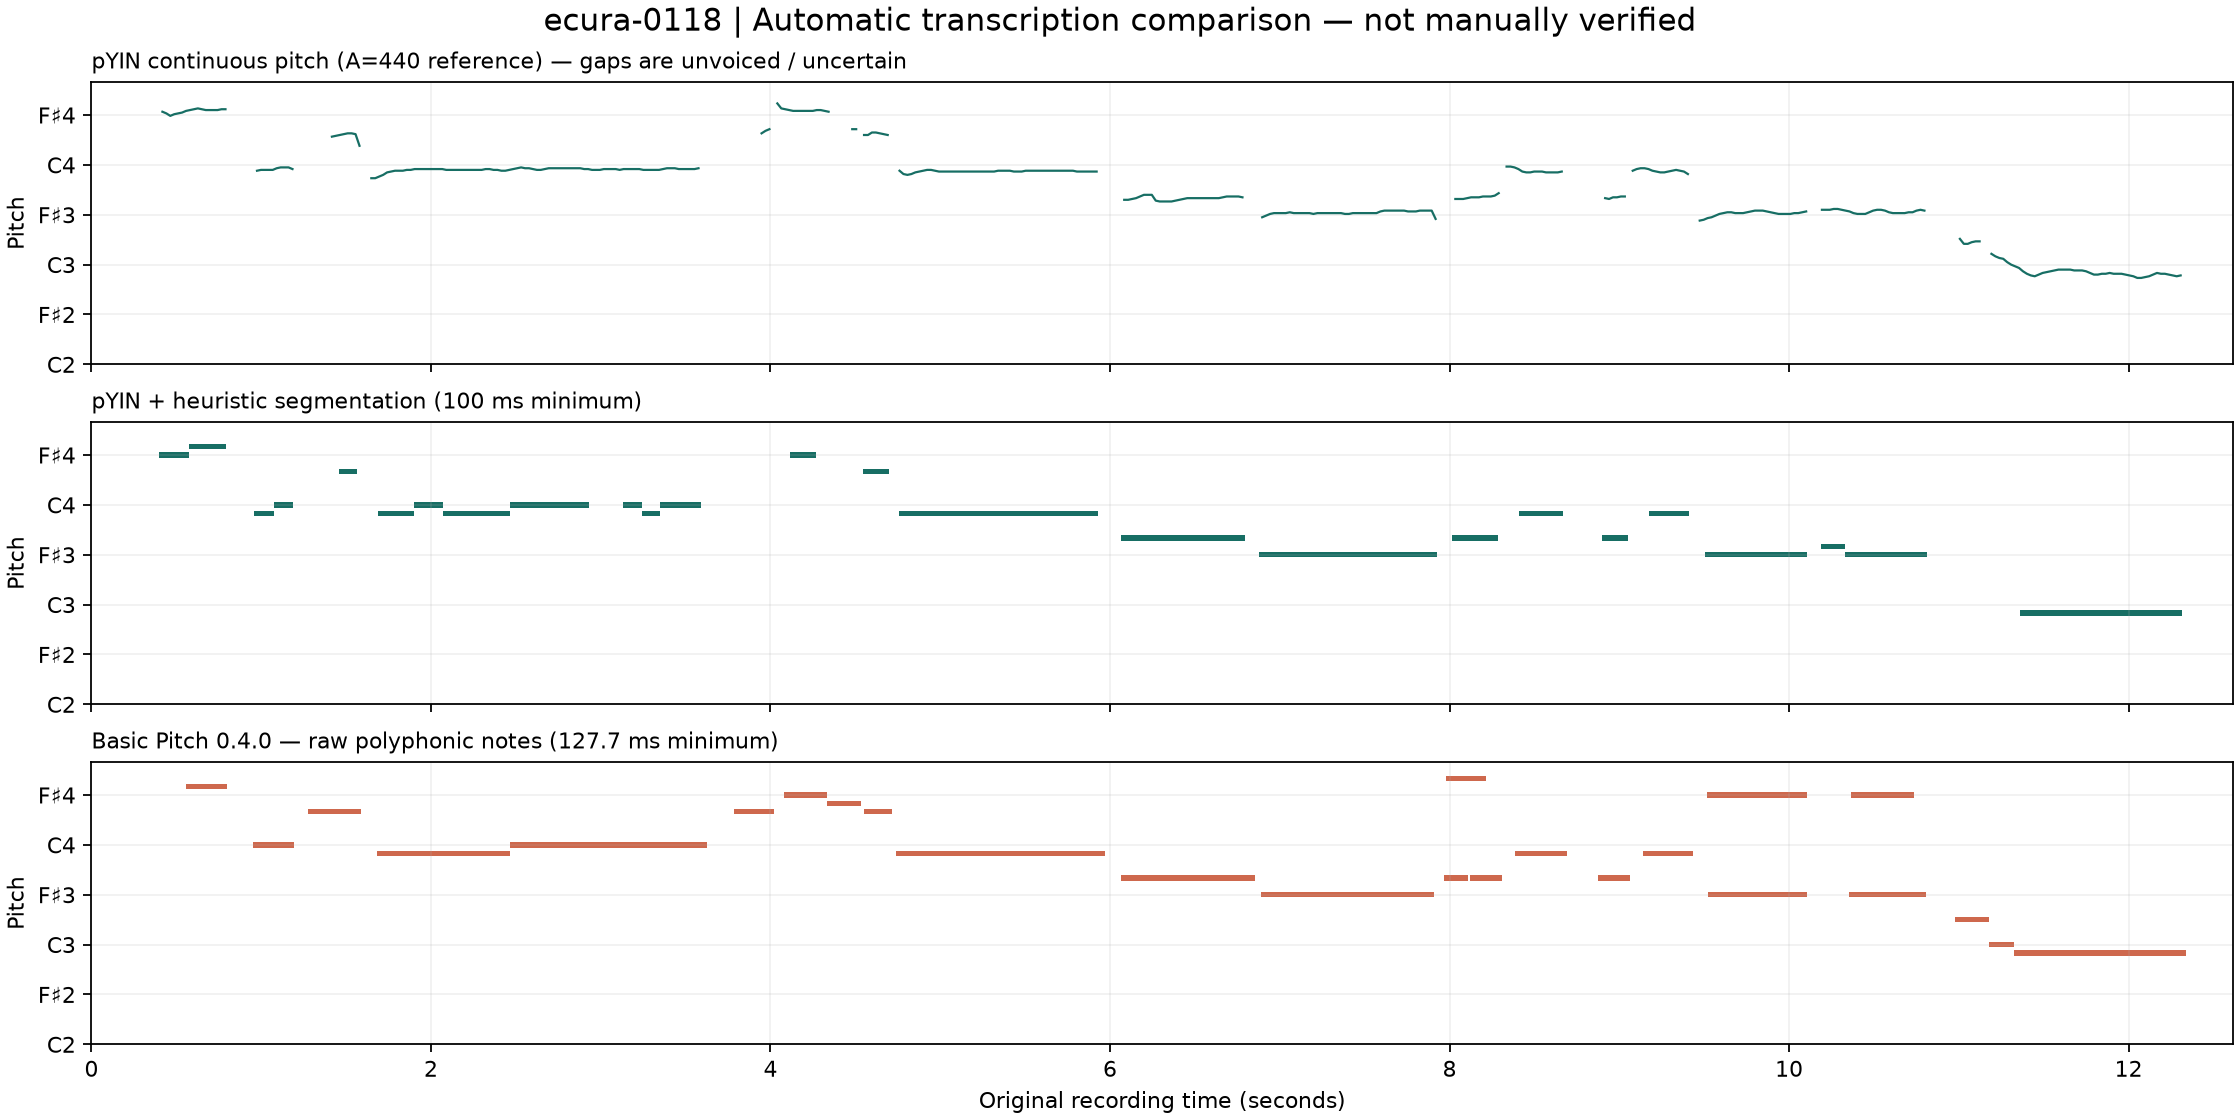 ecura-0118 | Automatic transcription comparison — not manually verified
pYIN continuous pitch (A=440 reference) — gaps are unvoiced / uncertain
Pitch
F♯4
C4
F♯3
C3
F♯2
C2
pYIN + heuristic segmentation (100 ms minimum)
Pitch
F♯4
C4
F♯3
C3
F♯2
C2
Basic Pitch 0.4.0 — raw polyphonic notes (127.7 ms minimum)
Pitch
F♯4
C4
F♯3
C3
F♯2
C2
0 2 4 6 8 10 12
Original recording time (seconds)